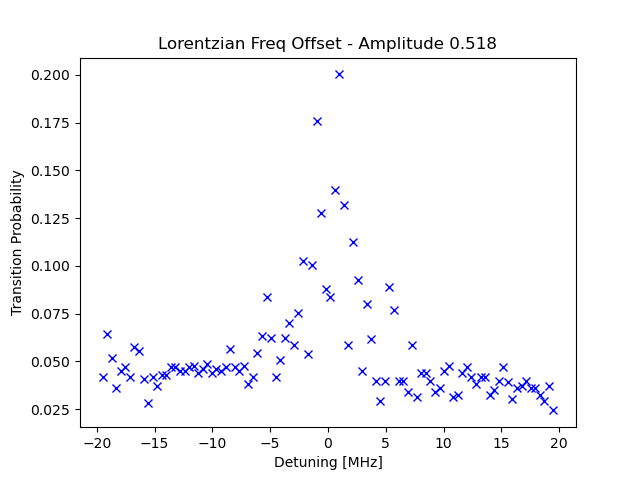 Lorentzian Freq Offset - Amplitude 0.518
0.200
0.175
0.150
0.125
0.100
0.075
0.050
0.025
Transition Probability
−20 −15 −10 −5 0 5 10 15 20
Detuning [MHz]